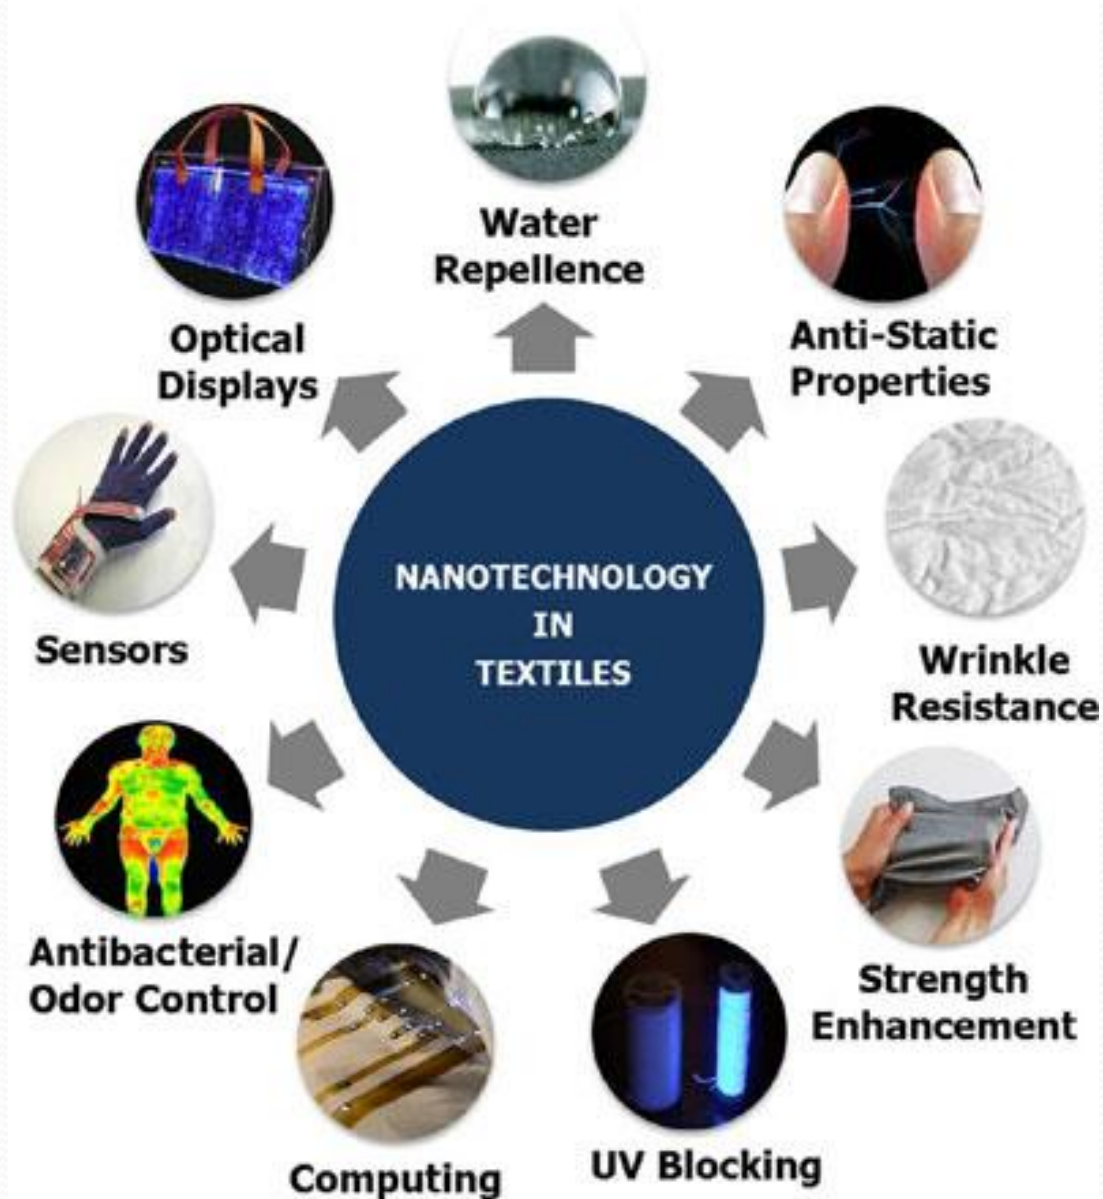 Water
Repellence
Optical
Displays
Anti-Static
Properties
NANOTECHNOLOGY
IN
TEXTILES
Sensors
Wrinkle
Resistance
Antibacterial/
Odor Control
Strength
Enhancement
Computing
UV Blocking